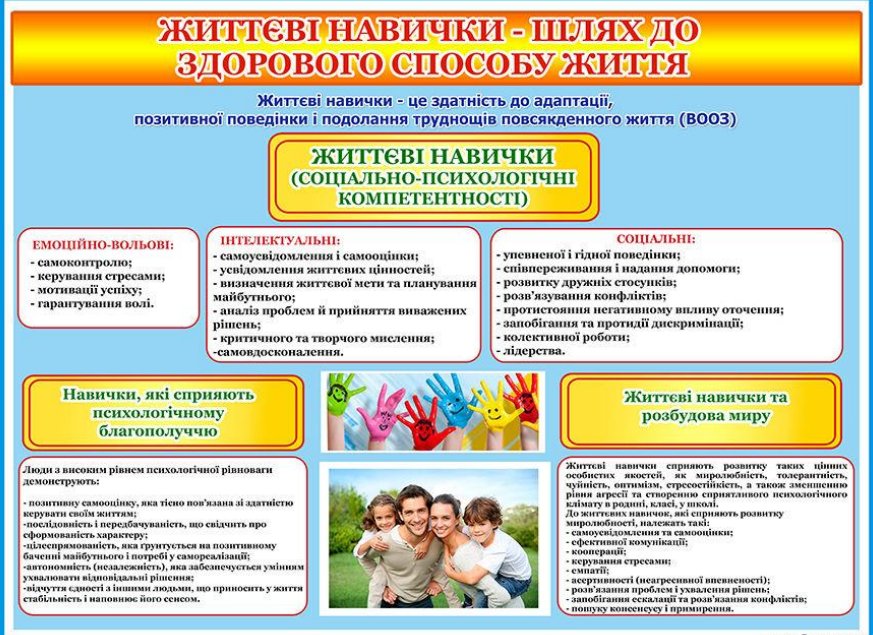 ЖИТТЄВІ НАВИЧКИ - ШЛЯХ ДО
ЗДОРОВОГО СПОСОБУ ЖИТТЯ
Життєві навички - це здатність до адаптації,
позитивної поведінки і подолання труднощів повсякденного життя (ВООЗ)
ЖИТТЄВІ НАВИЧКИ
(СОЦІАЛЬНО-ПСИХОЛОГІЧНІ
КОМПЕТЕНТНОСТІ)
ЕМОЦІЙНО-ВОЛЬОВІ:
- самоконтролю;
- керування стресами;
- мотивації успіху;
- гарантування волі.
ІНТЕЛЕКТУАЛЬНІ:
- самоусвідомлення і самооцінки;
- усвідомлення життєвих цінностей;
- визначення життєвої мети та планування
майбутнього;
- аналіз проблем й прийняття виважених
рішень;
- критичного та творчого мислення;
-самовдосконалення.
СОЦІАЛЬНІ:
- упевненої і гідної поведінки;
- співпереживання і надання допомоги;
- розвитку дружніх стосунків;
- розв'язування конфліктів;
- протистояння негативному впливу оточення;
- запобігання та протидії дискримінації;
- колективної роботи;
- лідерства.
Навички, які сприяють
психологічному
благополуччю
Люди з високим рівнем психологічної рівноваги
демонструють:
- позитивну самооцінку, яка тісно пов'язана зі здатністю
керувати своїм життям;
-послідовність і передбачуваність, що свідчить про
сформованість характеру;
-цілеспрямованість, яка ґрунтується на позитивному
баченні майбутнього і потребі у самореалізації;
-автономність (незалежність), яка забезпечується умінням
ухвалювати відповідальні рішення;
-відчуття єдності з іншими людьми, що приносить у життя
стабільність і наповнює його сенсом.
Життєві навички та
розбудова миру
Життєві навички сприяють розвитку таких цінних
особистих якостей, як миролюбність, толерантність,
чуйність, оптимізм, стресостійкість, а також зменшенню
рівня агресії та створенню сприятливого психологічного
клімату в родині, класі, у школі.
До життєвих навичок, які сприяють розвитку
миролюбності, належать такі:
- самоусвідомлення та самооцінки;
- ефективної комунікації;
- кооперації;
- керування стресами;
- емпатії;
- асертивності (неагресивної впевненості);
- розв'язання проблем і ухвалення рішень;
- запобігання ескалації та розв'язання конфліктів;
- пошуку консенсусу і примирення.